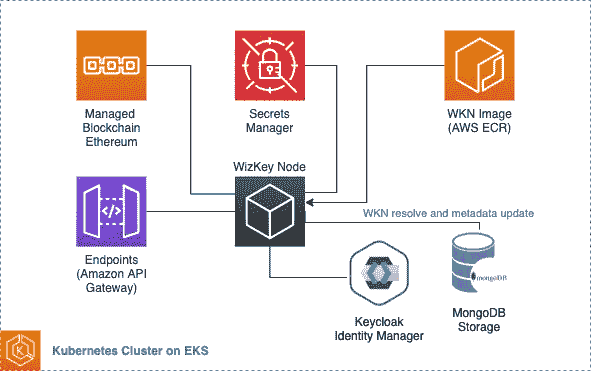 Managed
Blockchain
Ethereum
Secrets
Manager
WKN Image
(AWS ECR)
WizKey Node
Endpoints
(Amazon API
Gateway)
WKN resolve and metadata update
mongoDB
Keycloak
Identity Manager
MongoDB
Storage
Kubernetes Cluster on EKS